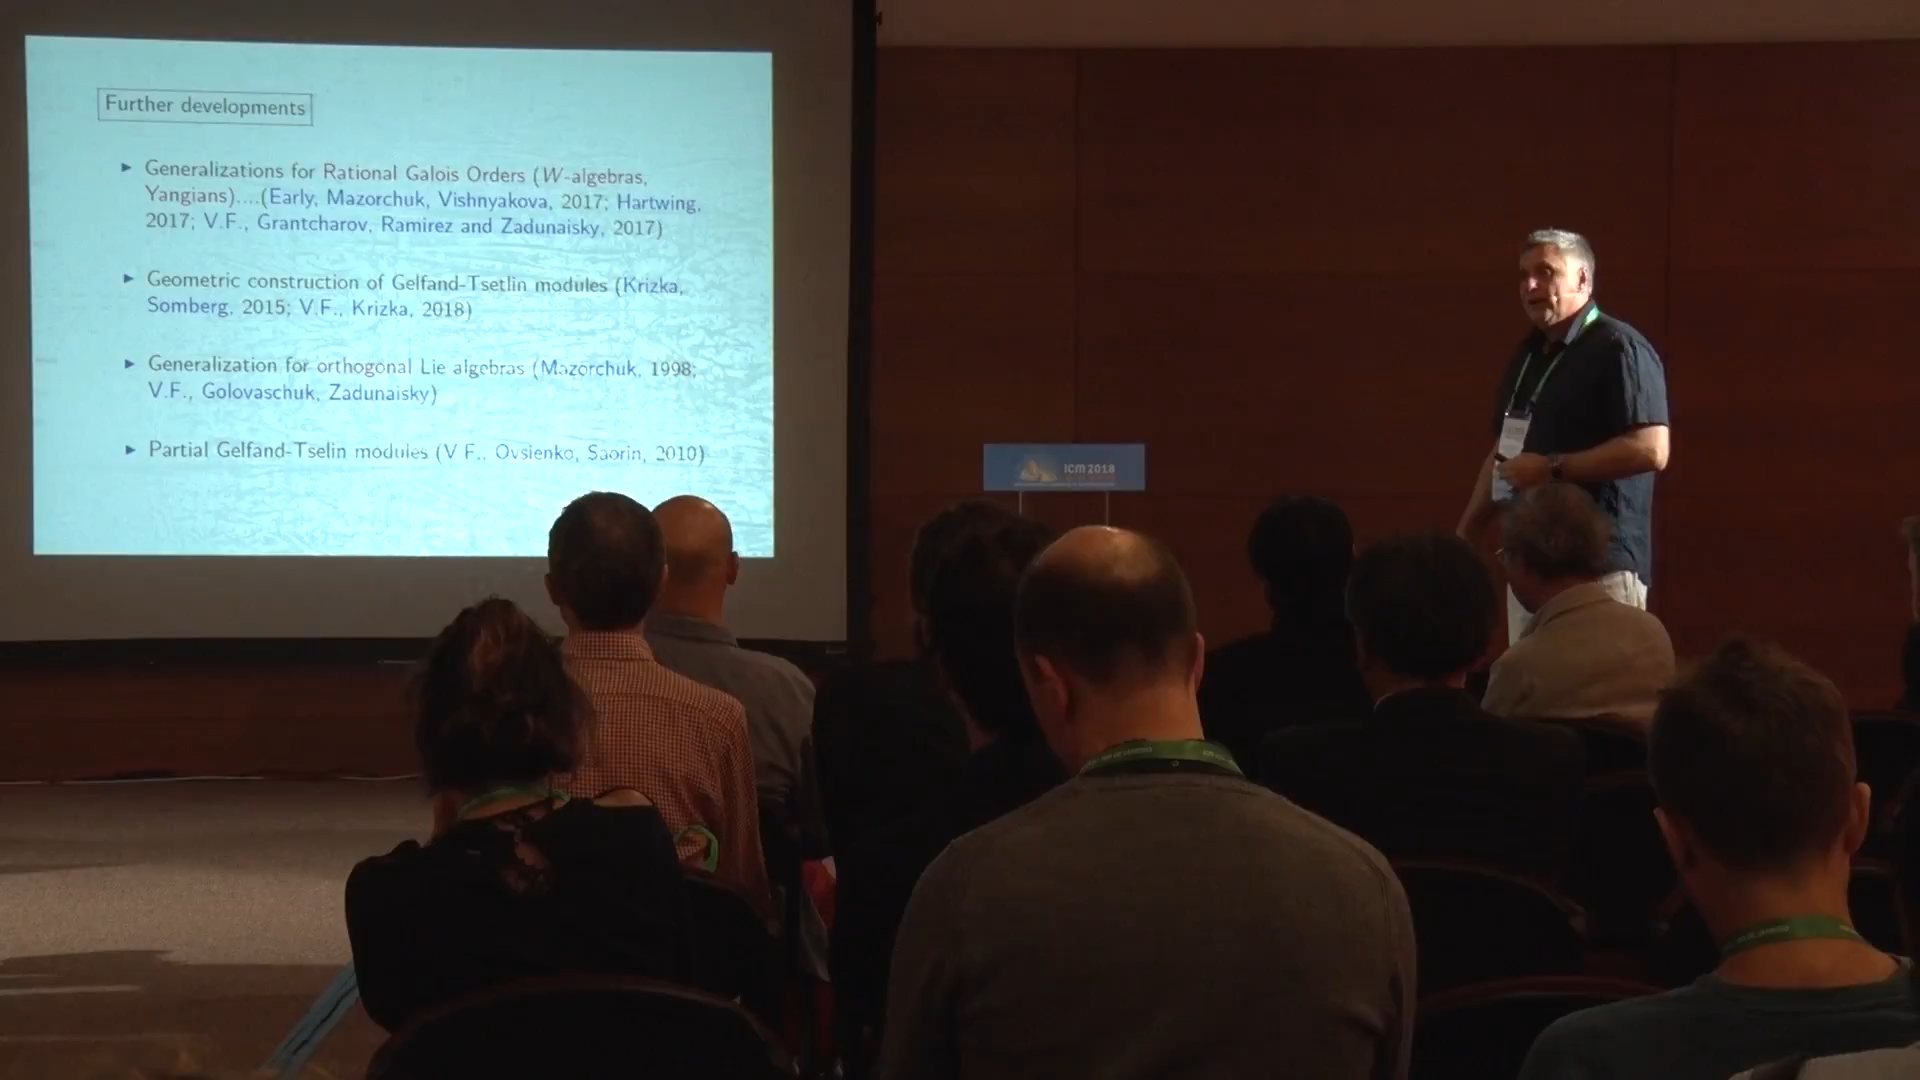 Further developments
Generalizations for Rational Galois Orders (W-algebras,
Yangians)....(Early, Mazorchuk, Vishnyakova, 2017; Hartwing,
2017; V.F., Grantcharov, Ramirez and Zadunaisky, 2017)
Geometric construction of Gelfand-Tsetlin modules (Krizka,
Somberg, 2015; V.F., Krizka, 2018)
Generalization for orthogonal Lie algebras (Mazorchuk, 1998;
V.F., Golovaschuk, Zadunaisky)
Partial Gelfand-Tselin modules (V.F., Ovsienko, Saorin, 2010)
ICM 2018